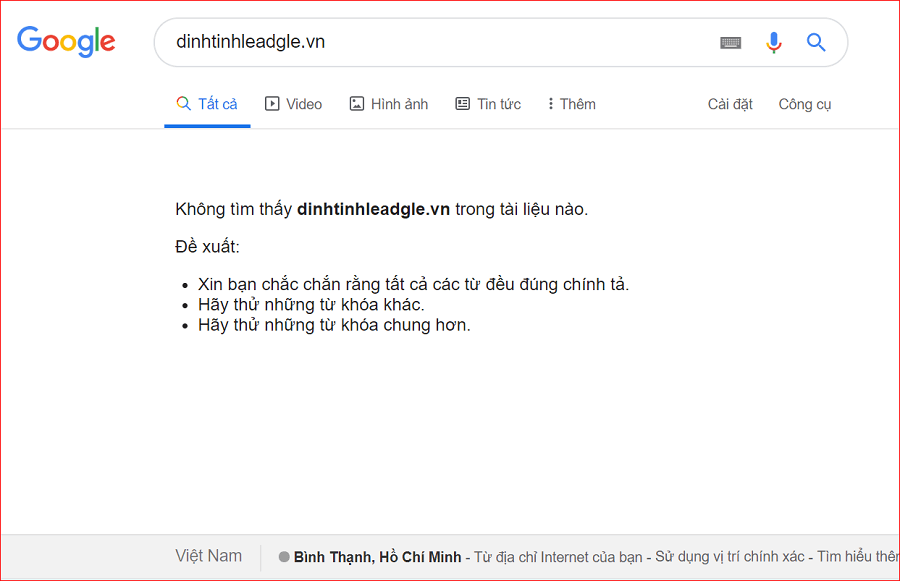 Google
dinhtinhleadgle.vn
Tất cả Video Hình ảnh Tin tức Thêm Cài đặt Công cụ
Không tìm thấy dinhtinhleadgle.vn trong tài liệu nào.
Đề xuất:
Xin bạn chắc chắn rằng tất cả các từ đều đúng chính tả.
Hãy thử những từ khóa khác.
Hãy thử những từ khóa chung hơn.
Việt Nam Bình Thạnh, Hồ Chí Minh - Từ địa chỉ Internet của bạn - Sử dụng vị trí chính xác - Tìm hiểu